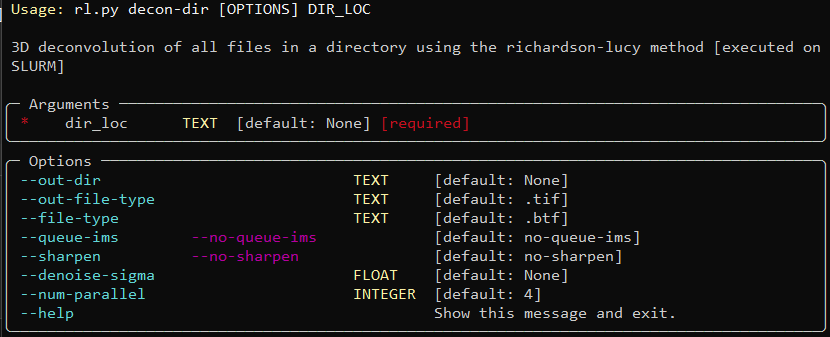 Usage: rl.py decon-dir [OPTIONS] DIR_LOC
3D deconvolution of all files in a directory using the richardson-lucy method [executed on
SLURM]
Arguments
* dir_loc TEXT [default: None] [required]
Options
--out-dir TEXT [default: None]
--out-file-type TEXT [default: .tif]
--file-type TEXT [default: .btf]
--queue-ims --no-queue-ims [default: no-queue-ims]
--sharpen --no-sharpen [default: no-sharpen]
--denoise-sigma FLOAT [default: None]
--num-parallel INTEGER [default: 4]
--help Show this message and exit.